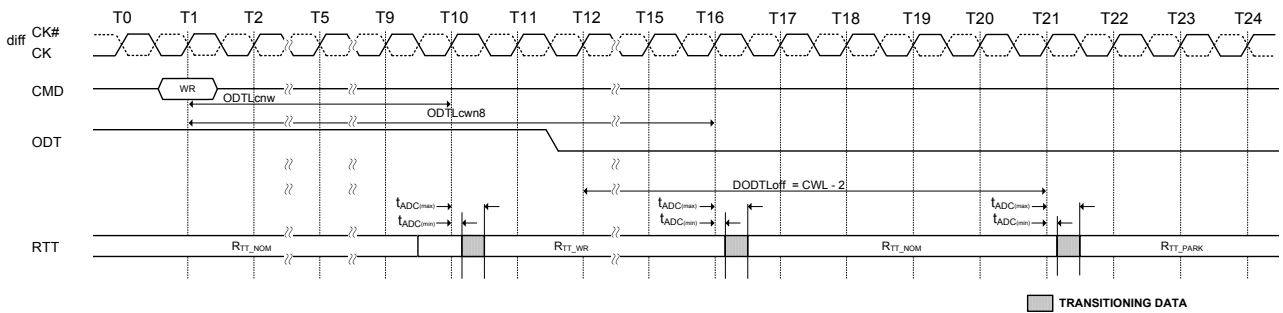 T0 T1 T2 T5 T9 T10 T11 T12 T15 T16 T17 T18 T19 T20 T21 T22 T23 T24
diff CK#
CK
CMD WR
ODTLcnw
ODTLcwn8
ODT
DODTLoff = CWL - 2
tADC(max) tADC(max) tADC(max)
tADC(min) tADC(min) tADC(min)
RTT RTT_NOM RTT_WR RTT_NOM RTT_PARK
TRANSITIONING DATA